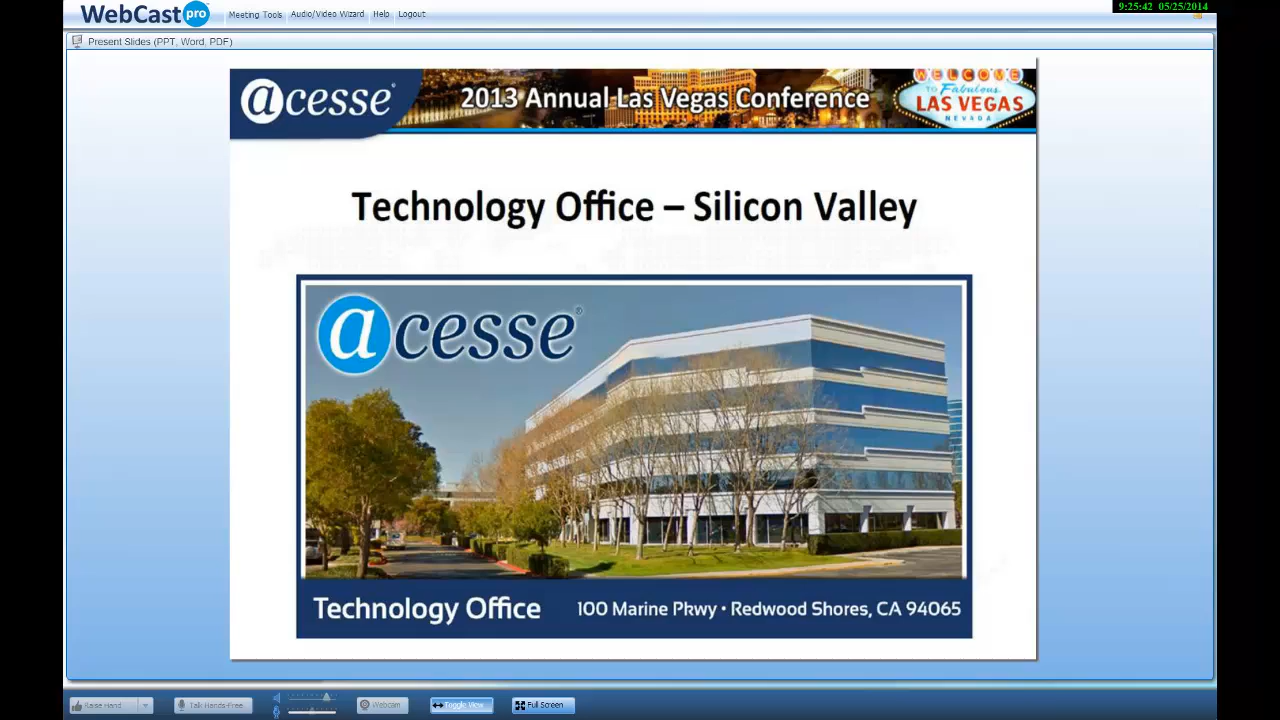 WebCast pro Meeting Tools Audio/Video Wizard Help Logout
9:25:42 05/25/2014
Present Slides (PPT, Word, PDF)
@cesse® 2013 Annual Las Vegas Conference
WELCOME
TO Fabulous
LAS VEGAS
NEVADA
Technology Office – Silicon Valley
acesse®
Technology Office 100 Marine Pkwy • Redwood Shores, CA 94065
Raise Hand Talk Hands-Free Webcam Toggle View Full Screen